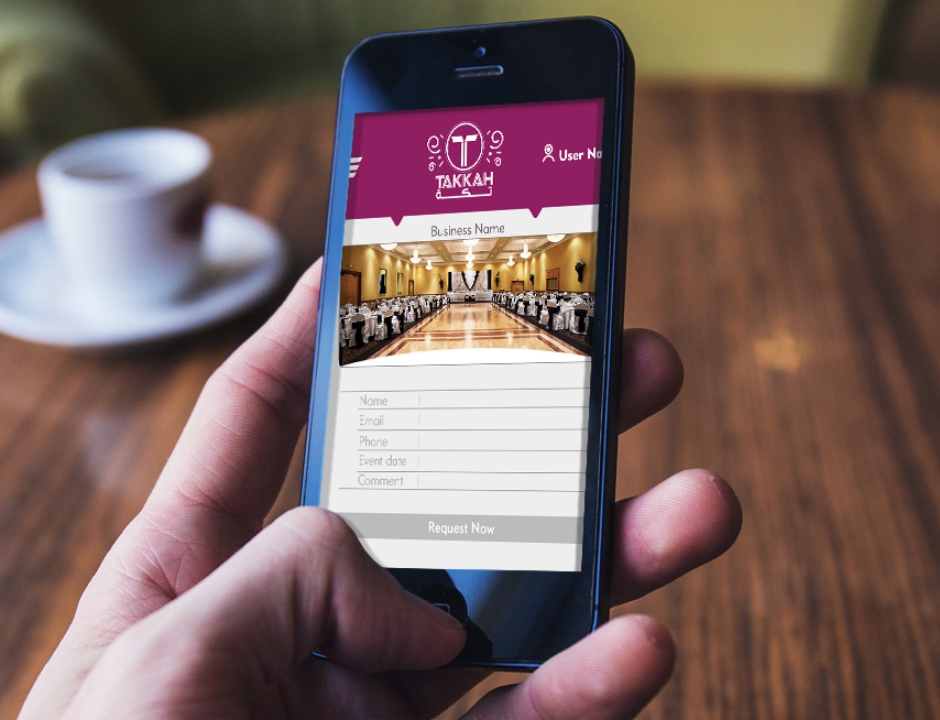 T
TAKKAH
تكة
User Na
Business Name
Name
Email
Phone
Event date
Comment
Request Now